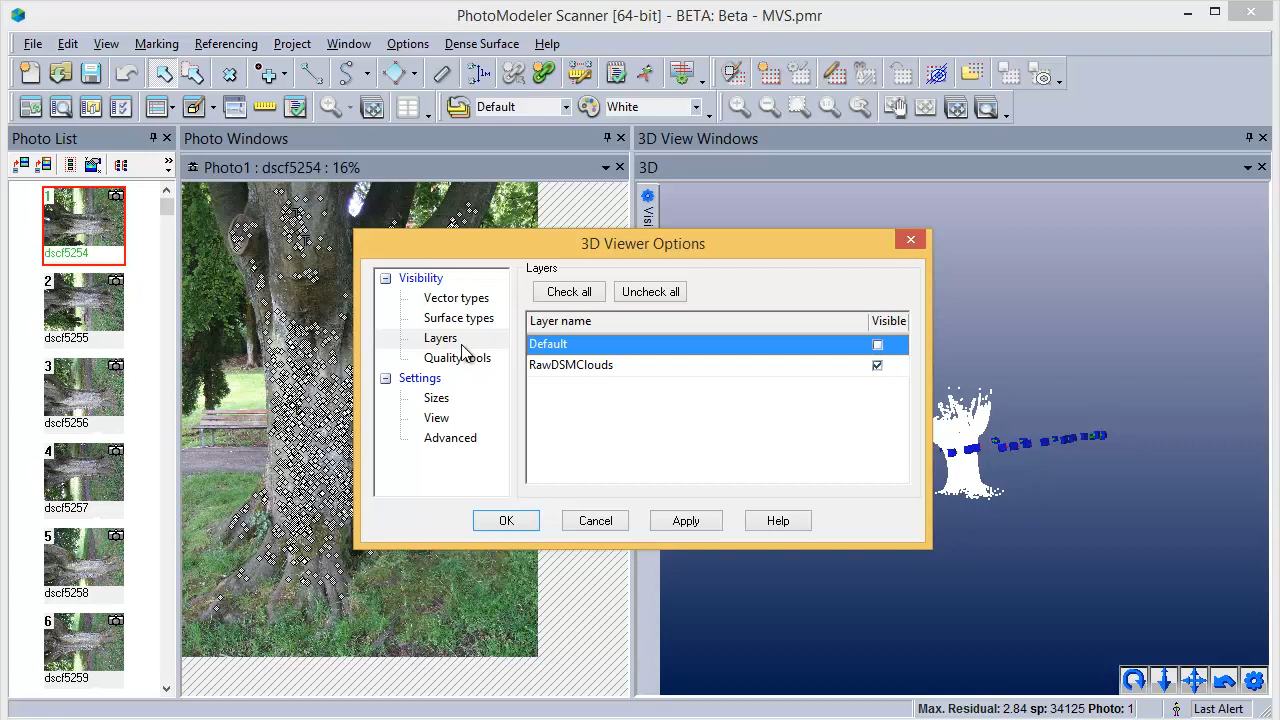 PhotoModeler Scanner [64-bit] - BETA: Beta - MVS.pmr
File Edit View Marking Referencing Project Window Options Dense Surface Help
Default White
Photo List
Photo Windows
3D View Windows
Photo1 : dscf5254 : 16%
3D
1
dscf5254
2
dscf5255
3
dscf5256
4
dscf5257
5
dscf5258
6
dscf5259
3D Viewer Options
Visibility
Vector types
Surface types
Layers
Settings
Sizes
View
Advanced
Layers
Check all Uncheck all
Layer name Visible
Default
RawDSMClouds
OK Cancel Apply Help
Max. Residual: 2.84 sp: 34125 Photo: 1
Last Alert